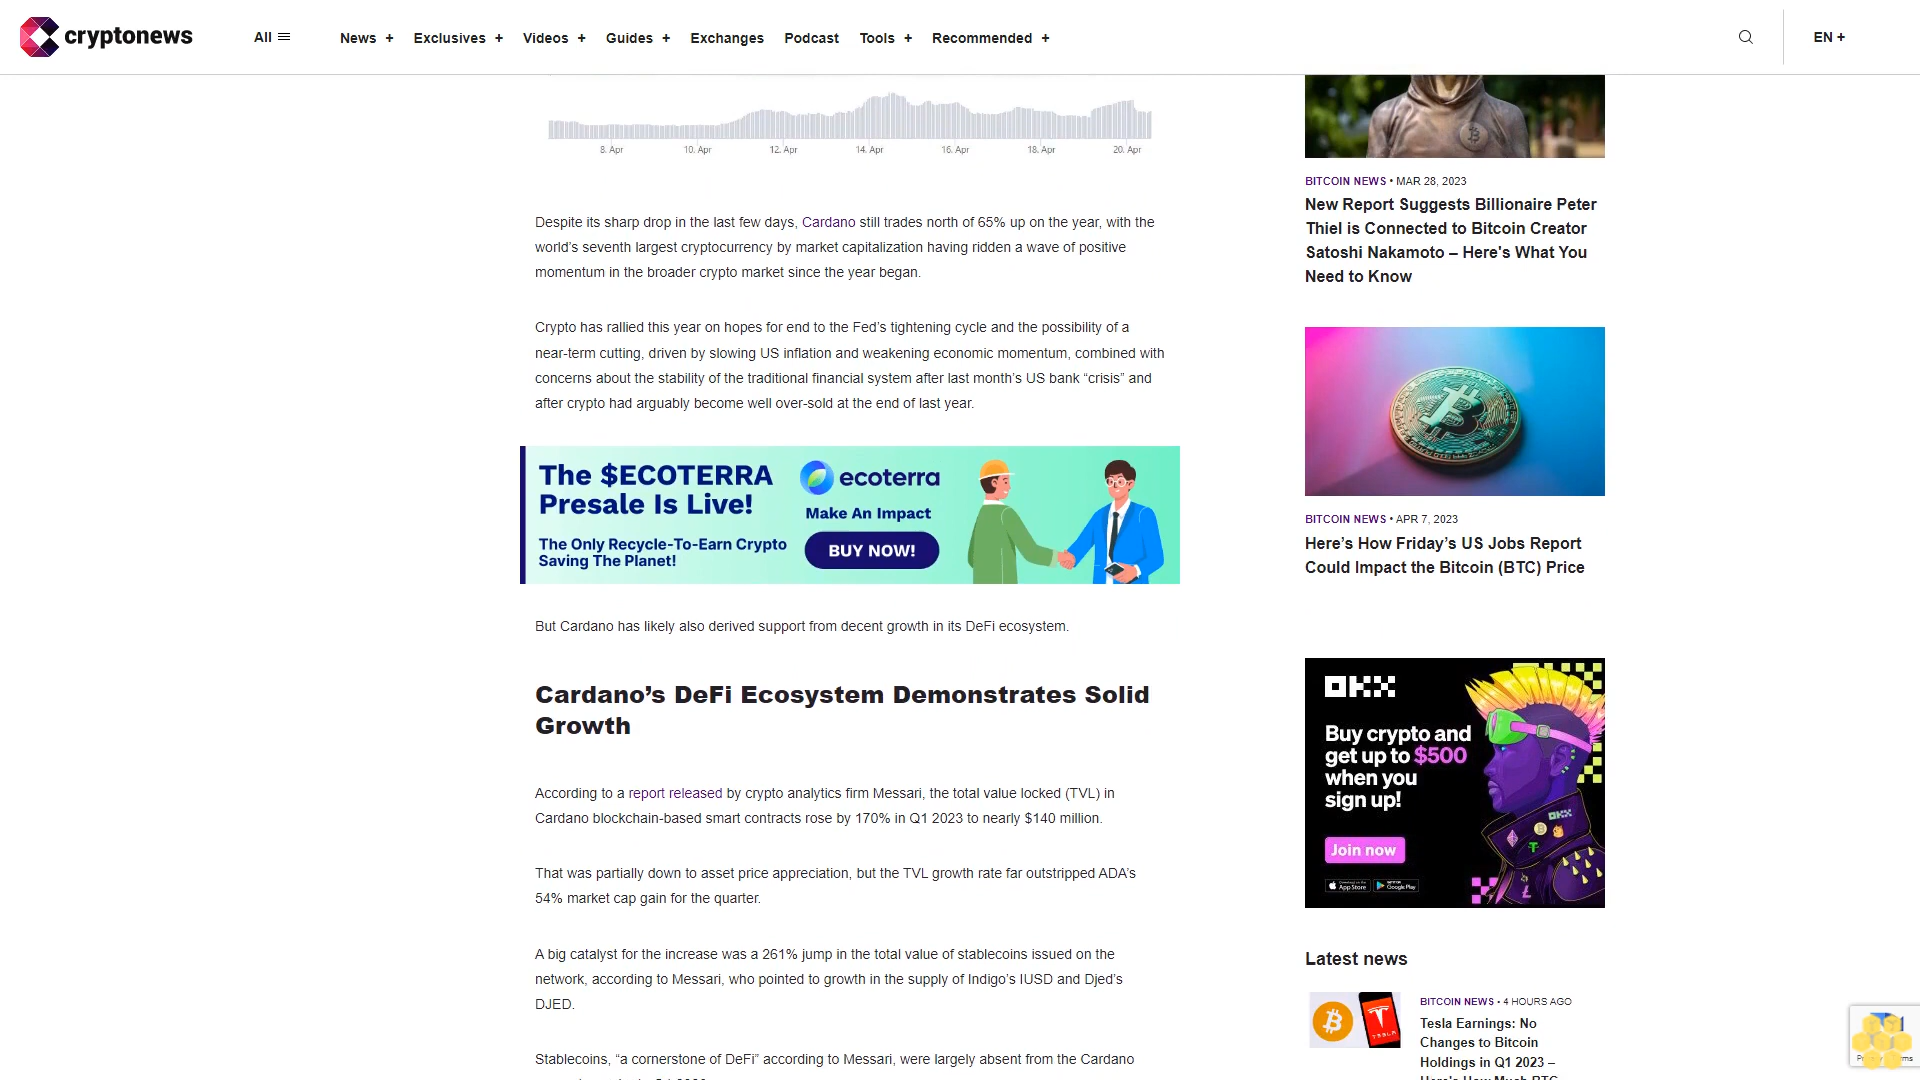 cryptonews
All
News +
Exclusives +
Videos +
Guides +
Exchanges
Podcast
Tools +
Recommended +
EN +
8. Apr
10. Apr
12. Apr
14. Apr
16. Apr
18. Apr
20. Apr
Despite its sharp drop in the last few days, Cardano still trades north of 65% up on the year, with the
world’s seventh largest cryptocurrency by market capitalization having ridden a wave of positive
momentum in the broader crypto market since the year began.
Crypto has rallied this year on hopes for end to the Fed’s tightening cycle and the possibility of a
near-term cutting, driven by slowing US inflation and weakening economic momentum, combined with
concerns about the stability of the traditional financial system after last month’s US bank “crisis” and
after crypto had arguably become well over-sold at the end of last year.
The $ECOTERRA
Presale Is Live!
The Only Recycle-To-Earn Crypto
Saving The Planet!
ecoterra
Make An Impact
BUY NOW!
But Cardano has likely also derived support from decent growth in its DeFi ecosystem.
Cardano’s DeFi Ecosystem Demonstrates Solid
Growth
According to a report released by crypto analytics firm Messari, the total value locked (TVL) in
Cardano blockchain-based smart contracts rose by 170% in Q1 2023 to nearly $140 million.
That was partially down to asset price appreciation, but the TVL growth rate far outstripped ADA’s
54% market cap gain for the quarter.
A big catalyst for the increase was a 261% jump in the total value of stablecoins issued on the
network, according to Messari, who pointed to growth in the supply of Indigo’s IUSD and Djed’s
DJED.
Stablecoins, “a cornerstone of DeFi” according to Messari, were largely absent from the Cardano
BITCOIN NEWS • MAR 28, 2023
New Report Suggests Billionaire Peter
Thiel is Connected to Bitcoin Creator
Satoshi Nakamoto – Here's What You
Need to Know
BITCOIN NEWS • APR 7, 2023
Here’s How Friday’s US Jobs Report
Could Impact the Bitcoin (BTC) Price
OKX
Buy crypto and
get up to $500
when you
sign up!
Join now
App Store
Google Play
OKX
Latest news
BITCOIN NEWS • 4 HOURS AGO
Tesla Earnings: No
Changes to Bitcoin
Holdings in Q1 2023 –
Here's How Much BTC
TESLA